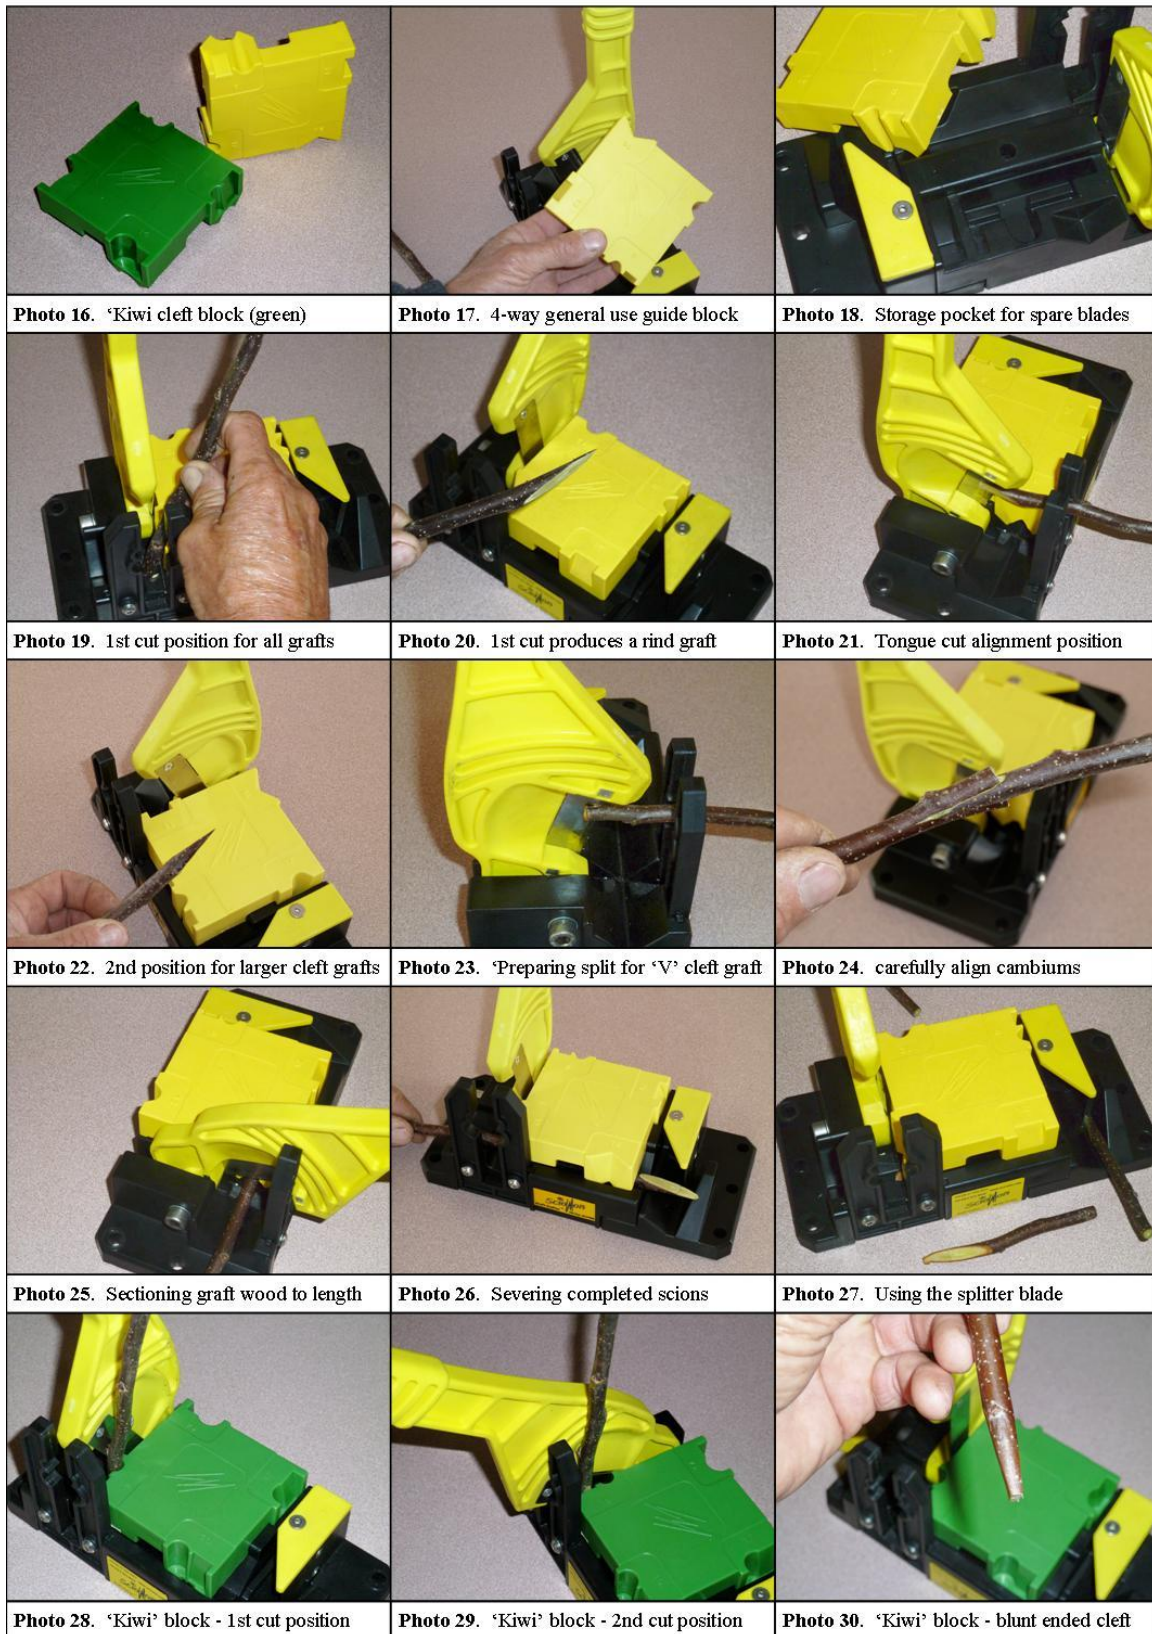 Photo 16. ‘Kiwi cleft block (green)
Photo 17. 4-way general use guide block
Photo 18. Storage pocket for spare blades
Photo 19. 1st cut position for all grafts
Photo 20. 1st cut produces a rind graft
Photo 21. Tongue cut alignment position
Photo 22. 2nd position for larger cleft grafts
Photo 23. ‘Preparing split for ‘V’ cleft graft
Photo 24. carefully align cambiums
Photo 25. Sectioning graft wood to length
Photo 26. Severing completed scions
Photo 27. Using the splitter blade
Photo 28. ‘Kiwi’ block - 1st cut position
Photo 29. ‘Kiwi’ block - 2nd cut position
Photo 30. ‘Kiwi’ block - blunt ended cleft